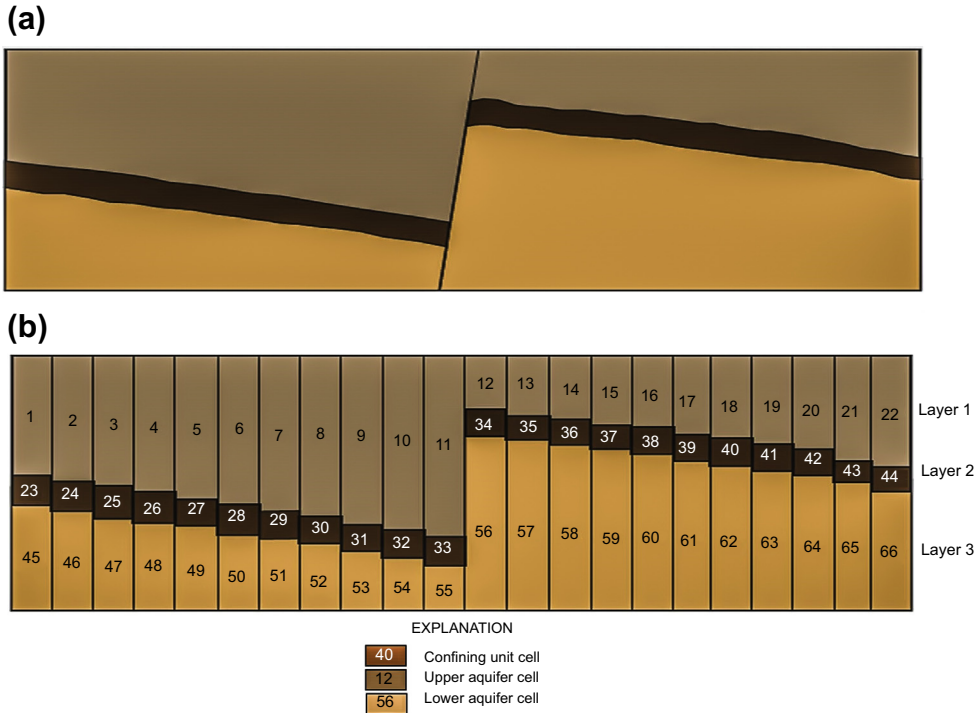 (a)
(b)
1 2 3 4 5 6 7 8 9 10 11 12 13 14 15 16 17 18 19 20 21 22 Layer 1
23 24 25 26 27 28 29 30 31 32 33 34 35 36 37 38 39 40 41 42 43 44 Layer 2
45 46 47 48 49 50 51 52 53 54 55 56 57 58 59 60 61 62 63 64 65 66 Layer 3
EXPLANATION
40 Confining unit cell
12 Upper aquifer cell
56 Lower aquifer cell